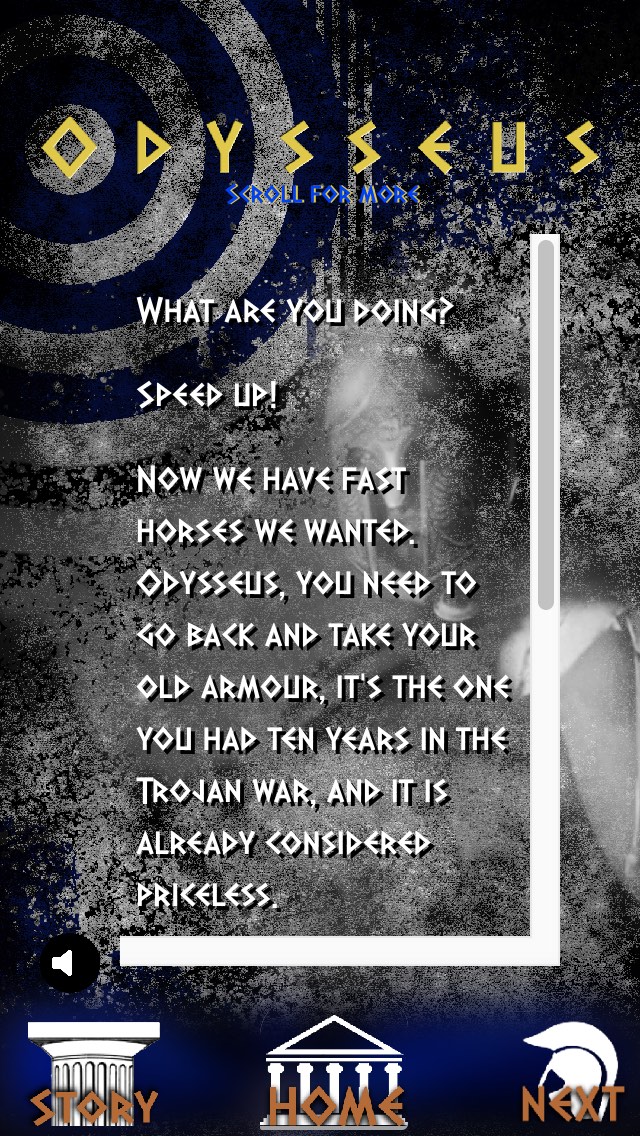 ODYSSEUS
SCROLL FOR MORE
WHAT ARE YOU DOING?
SPEED UP!
NOW WE HAVE FAST
HORSES WE WANTED.
ODYSSEUS, YOU NEED TO
GO BACK AND TAKE YOUR
OLD ARMOUR, IT'S THE ONE
YOU HAD TEN YEARS IN THE
TROJAN WAR, AND IT IS
ALREADY CONSIDERED
PRICELESS.
STORY HOME NEXT